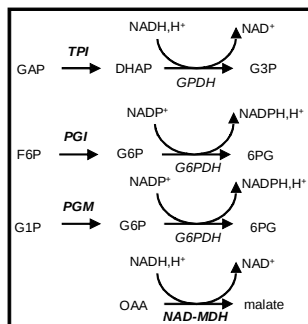 NADH,H⁺ NAD⁺
TPI
GAP DHAP GPDH G3P
NADP⁺ NADPH,H⁺
PGI
F6P G6P G6PDH 6PG
NADP⁺ NADPH,H⁺
PGM
G1P G6P G6PDH 6PG
NADH,H⁺ NAD⁺
OAA malate
NAD-MDH